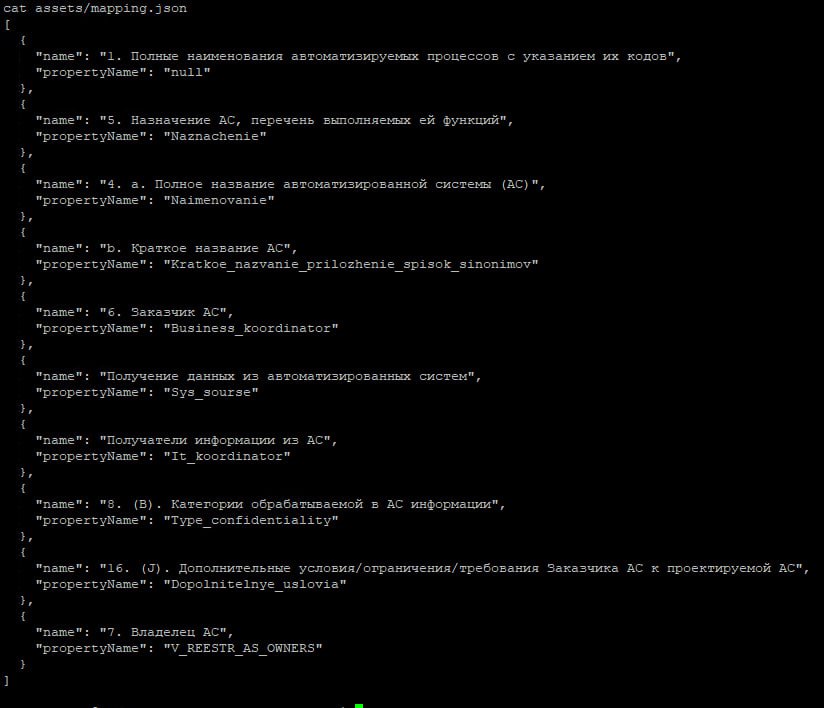 cat assets/mapping.json
[
  {
    "name": "1. Полные наименования автоматизируемых процессов с указанием их кодов",
    "propertyName": "null"
  },
  {
    "name": "5. Назначение АС, перечень выполняемых ей функций",
    "propertyName": "Naznachenie"
  },
  {
    "name": "4. a. Полное название автоматизированной системы (АС)",
    "propertyName": "Naimenovanie"
  },
  {
    "name": "b. Краткое название АС",
    "propertyName": "Kratkoe_nazvanie_prilozhenie_spisok_sinonimov"
  },
  {
    "name": "6. Заказчик АС",
    "propertyName": "Business_koordinator"
  },
  {
    "name": "Получение данных из автоматизированных систем",
    "propertyName": "Sys_sourse"
  },
  {
    "name": "Получатели информации из АС",
    "propertyName": "It_koordinator"
  },
  {
    "name": "8. (B). Категории обрабатываемой в АС информации",
    "propertyName": "Type_confidentiality"
  },
  {
    "name": "16. (J). Дополнительные условия/ограничения/требования Заказчика АС к проектируемой АС",
    "propertyName": "Dopolnitelnye_uslovia"
  },
  {
    "name": "7. Владелец АС",
    "propertyName": "V_REESTR_AS_OWNERS"
  }
]